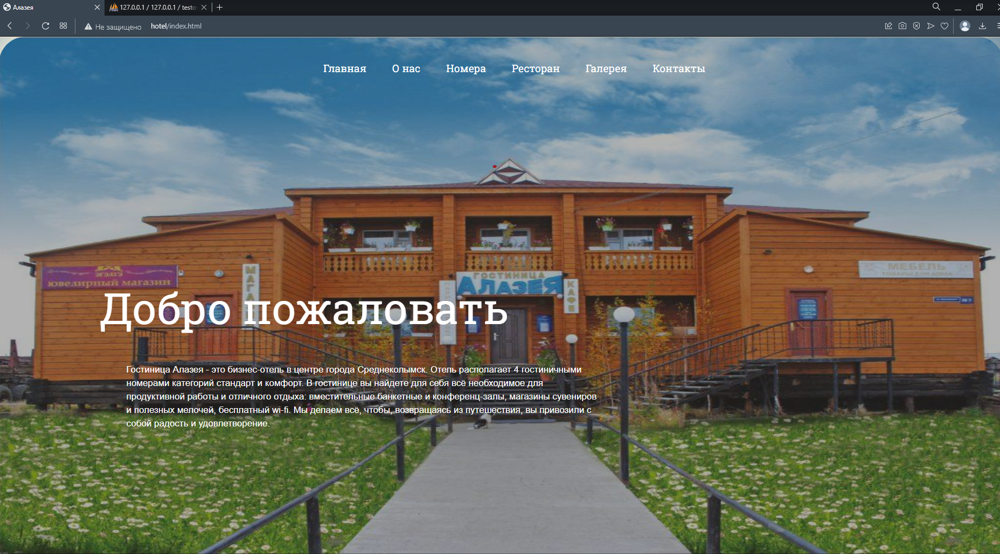 Алазея
127.0.0.1 / 127.0.0.1 / testo
Не защищено hotel/index.html
Главная О нас Номера Ресторан Галерея Контакты
ювелирный магазин
МАГА
ГОСТИНИЦА
АЛАЗЕЯ
КАФЕ
МЕБЕЛЬ
ТОВАРЫ ДЛЯ ДОМА
26
Добро пожаловать
Гостиница Алазея - это бизнес-отель в центре города Среднеколымск. Отель располагает 4 гостиничными
номерами категорий стандарт и комфорт. В гостинице вы найдете для себя всё необходимое для
продуктивной работы и отличного отдыха: вместительные банкетные и конференц-залы, магазины сувениров
и полезных мелочей, бесплатный wi-fi. Мы делаем всё, чтобы, возвращаясь из путешествия, вы привозили с
собой радость и удовлетворение.